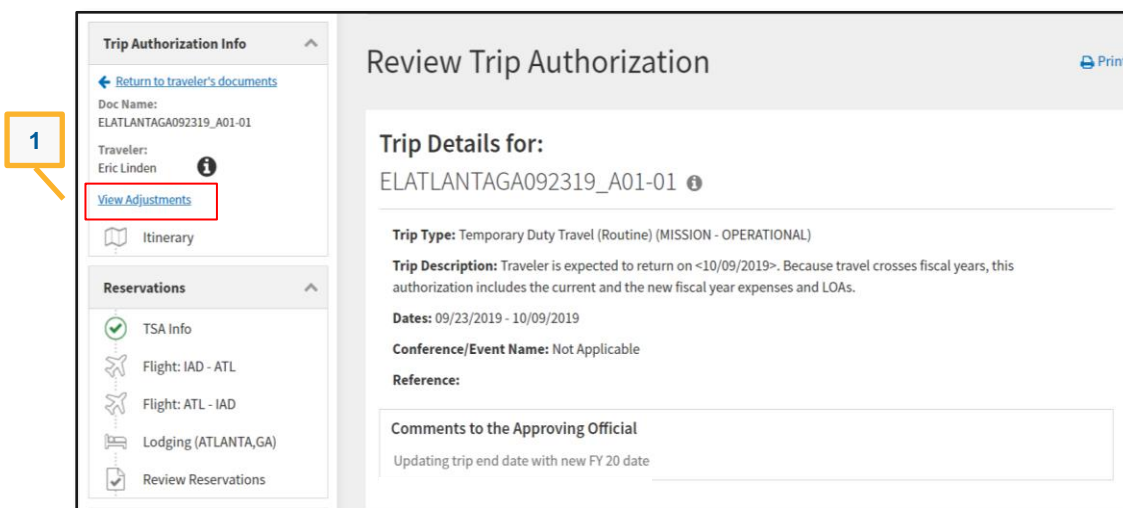 1
Trip Authorization Info
Return to traveler's documents
Doc Name:
ELATLANTAGA092319_A01-01
Traveler:
Eric Linden
View Adjustments
Itinerary
Reservations
TSA Info
Flight: IAD - ATL
Flight: ATL - IAD
Lodging (ATLANTA,GA)
Review Reservations
Review Trip Authorization
Print
Trip Details for:
ELATLANTAGA092319_A01-01
Trip Type: Temporary Duty Travel (Routine) (MISSION - OPERATIONAL)
Trip Description: Traveler is expected to return on <10/09/2019>. Because travel crosses fiscal years, this
authorization includes the current and the new fiscal year expenses and LOAs.
Dates: 09/23/2019 - 10/09/2019
Conference/Event Name: Not Applicable
Reference:
Comments to the Approving Official
Updating trip end date with new FY 20 date